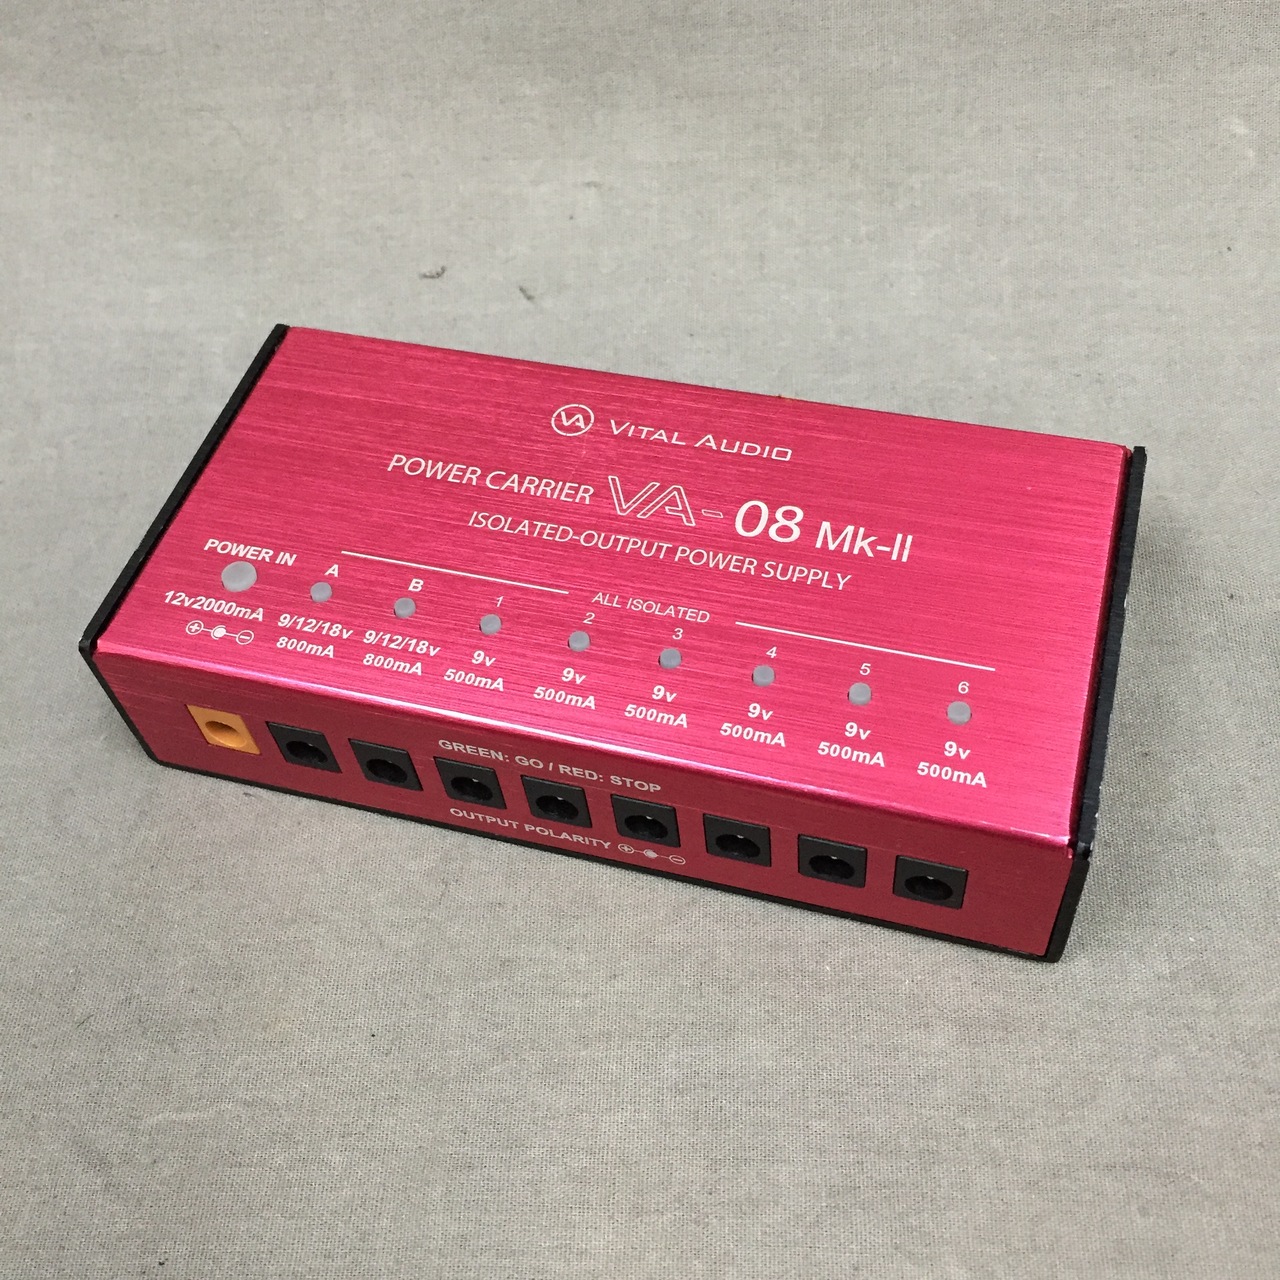 VA VITAL AUDIO
POWER CARRIER VA-08 Mk-II
ISOLATED-OUTPUT POWER SUPPLY
ALL ISOLATED
POWER IN A B 1 2 3 4 5 6
12v2000mA 9/12/18v 9/12/18v 9v 9v 9v 9v 9v 9v
800mA 800mA 500mA 500mA 500mA 500mA 500mA 500mA
GREEN: GO / RED: STOP
OUTPUT POLARITY